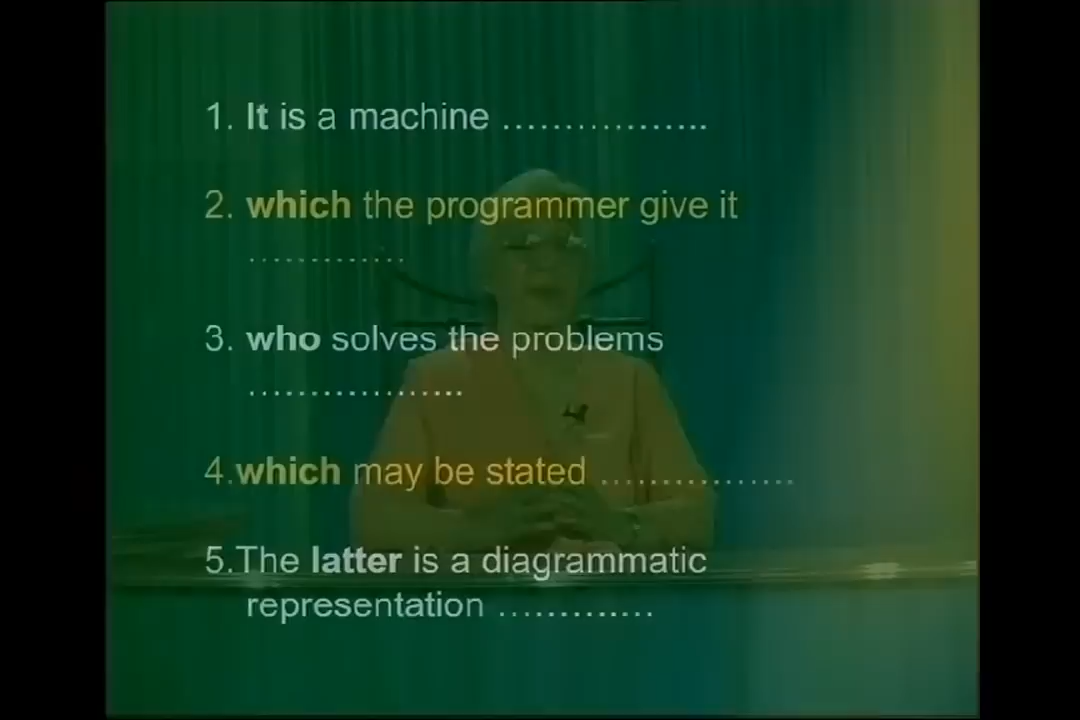 1. It is a machine ………………..
2. which the programmer give it
………….
3. who solves the problems
………………..
4.which may be stated ……………..
5.The latter is a diagrammatic
representation ………….